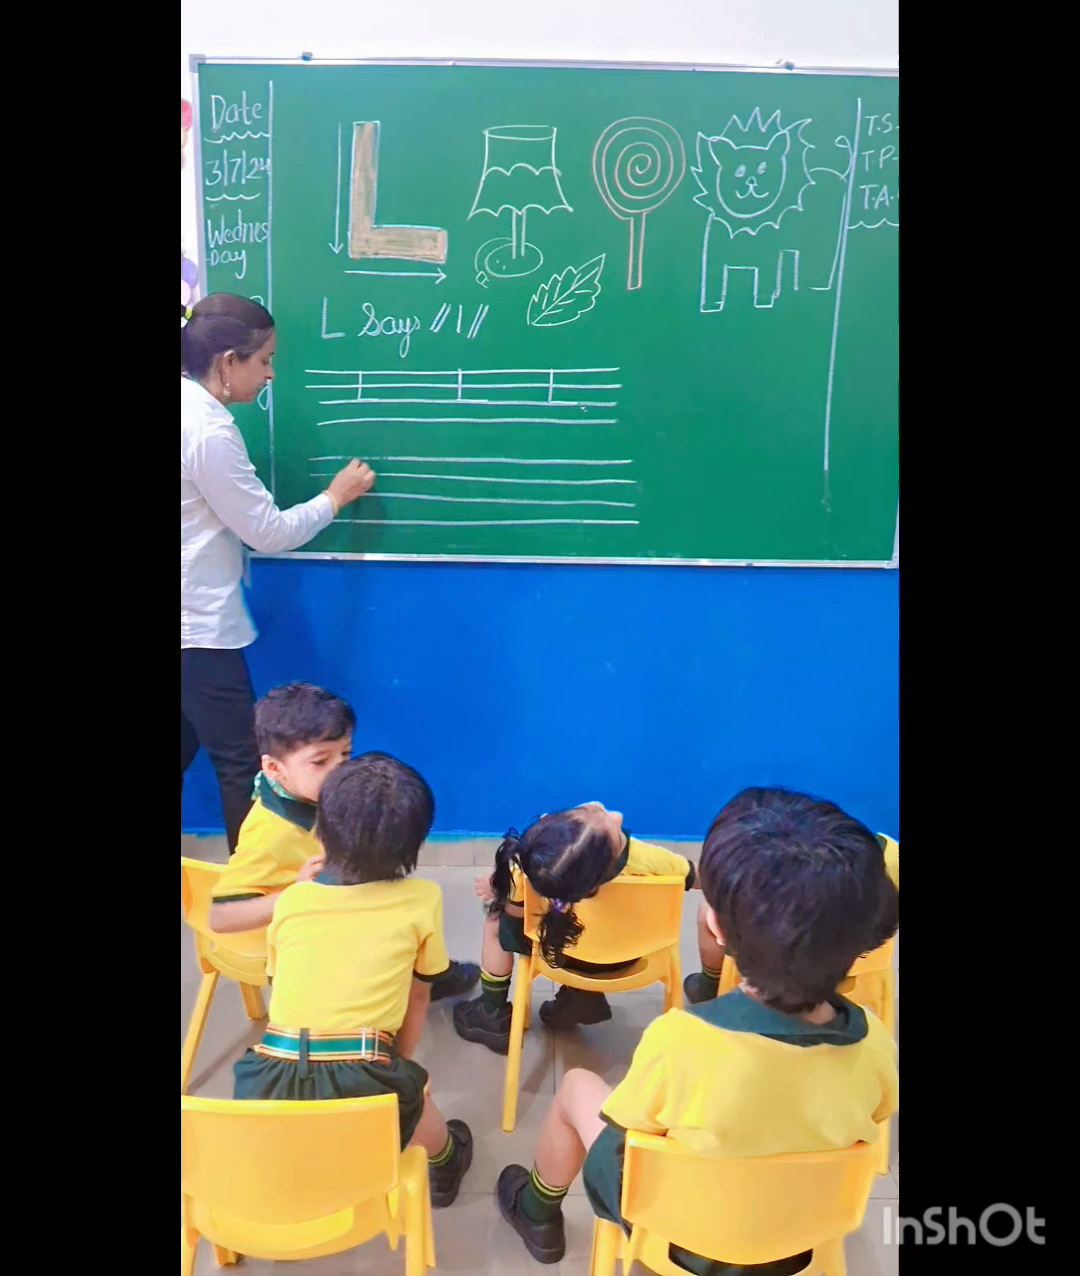 Date
3/7/24
Wednes
-Day
L
L Says //l//
T.S.
T.P-
T.A.
InShOt